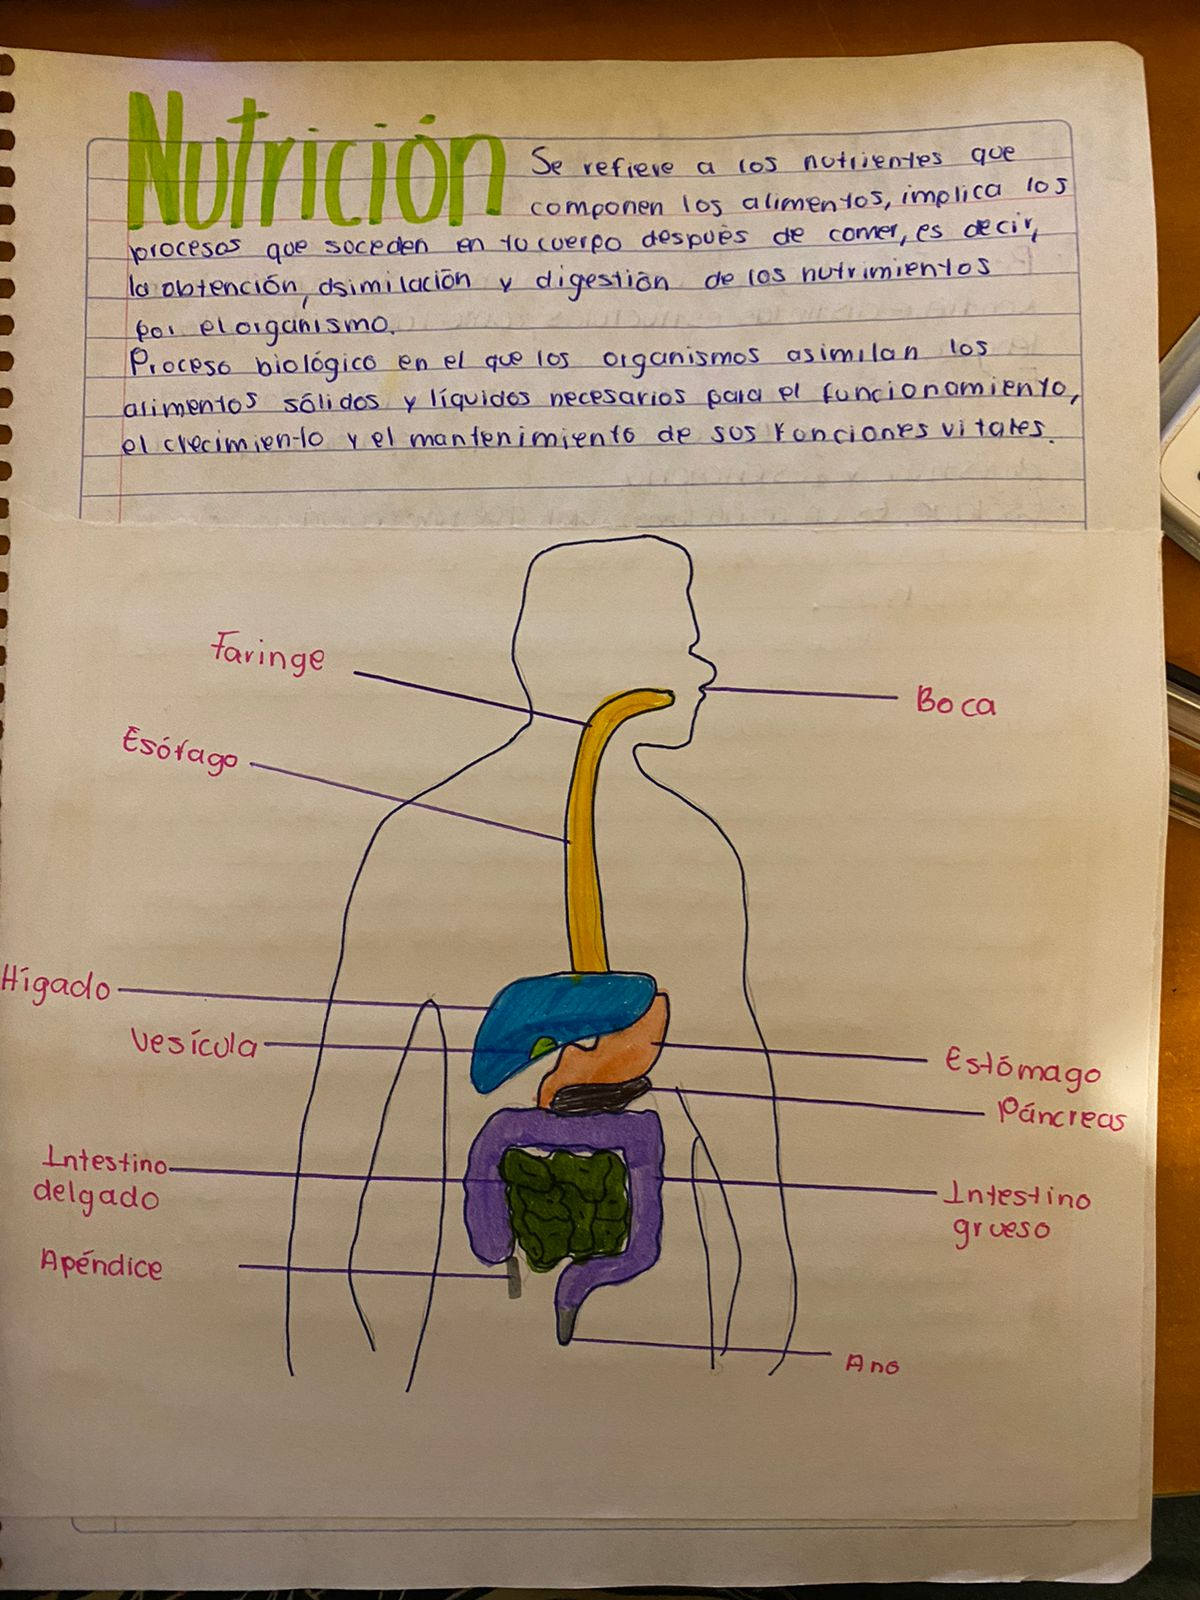 Nutrición
Se refiere a los nutrientes que
componen los alimentos, implica los
procesos que soceden en tu cuerpo después de comer, es decir,
la obtención, asimilación y digestión de los nutrimientos
por el organismo.
Proceso biológico en el que los organismos asimilan los
alimentos sólidos y líquidos necesarios para el funcionamiento,
el crecimiento y el mantenimiento de sus funciones vitales.
Faringe
Boca
Esófago
Hígado
Vesícula
Estómago
Páncreas
Intestino
delgado
Intestino
grueso
Apéndice
Ano